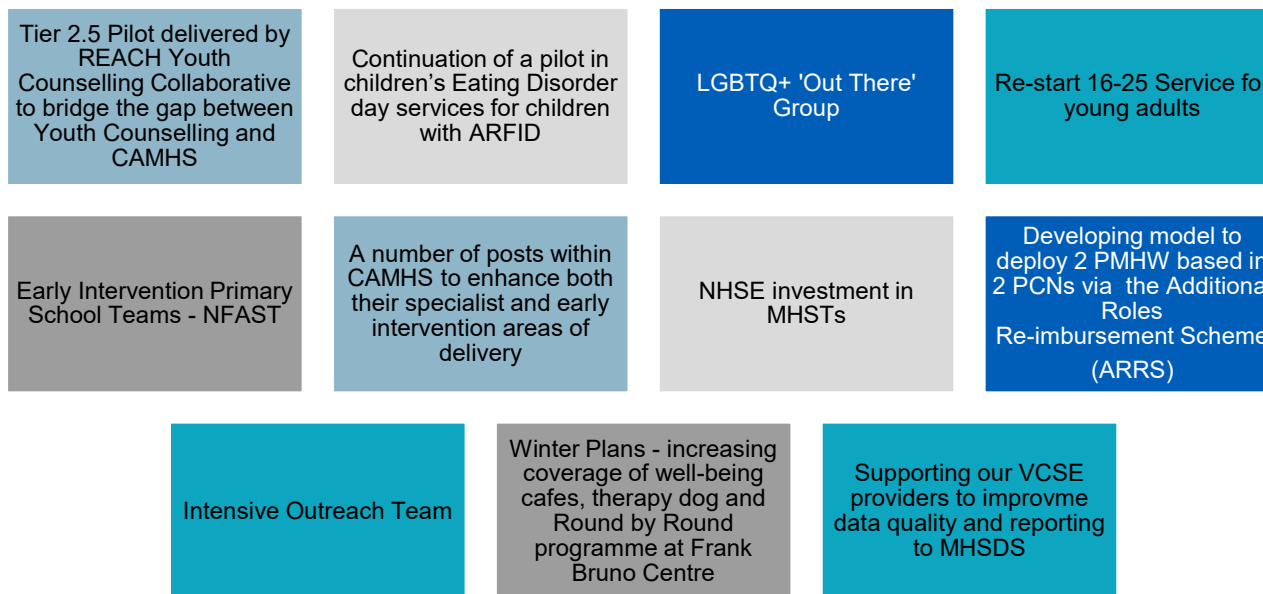 Tier 2.5 Pilot delivered by
REACH Youth
Counselling Collaborative
to bridge the gap between
Youth Counselling and
CAMHS
Continuation of a pilot in
children’s Eating Disorder
day services for children
with ARFID
LGBTQ+ 'Out There'
Group
Re-start 16-25 Service fo
young adults
Early Intervention Primary
School Teams - NFAST
A number of posts within
CAMHS to enhance both
their specialist and early
intervention areas of
delivery
NHSE investment in
MHSTs
Developing model to
deploy 2 PMHW based in
2 PCNs via the Additiona
Roles
Re-imbursement Scheme
(ARRS)
Intensive Outreach Team
Winter Plans - increasing
coverage of well-being
cafes, therapy dog and
Round by Round
programme at Frank
Bruno Centre
Supporting our VCSE
providers to improvme
data quality and reporting
to MHSDS